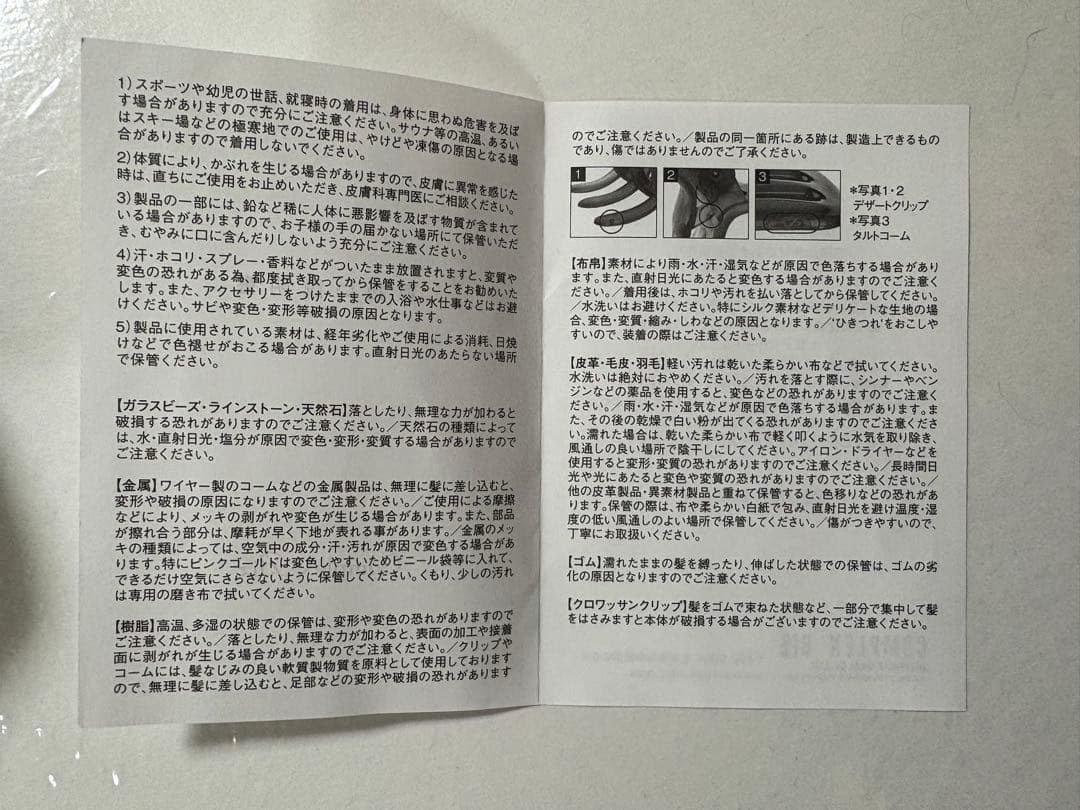 1）スポーツや幼児の世話、就寝時の着用は、身体に思わぬ危害を及ぼ
す場合がありますので充分にご注意ください。サウナ等の高温、あるい
はスキー場などの極寒地でのご使用は、やけどや凍傷の原因となる場
合がありますので着用しないでください。
2）体質により、かぶれを生じる場合がありますので、皮膚に異常を感じた
時は、直ちにご使用をお止めいただき、皮膚科専門医にご相談ください。
3）製品の一部には、鉛など稀に人体に悪影響を及ぼす物質が含まれて
いる場合がありますので、お子様の手の届かない場所にて保管いただ
き、むやみに口に含んだりしないよう充分にご注意ください。
4）汗・ホコリ・スプレー・香料などがついたまま放置されますと、変質や
変色の恐れがある為、都度拭き取ってから保管をすることをお勧めいた
します。また、アクセサリーをつけたままでの入浴や水仕事などはお避
けください。サビや変色・変形等破損の原因となります。
5）製品に使用されている素材は、経年劣化やご使用による消耗、日焼
けなどで色褪せがおこる場合があります。直射日光のあたらない場所
で保管ください。
【ガラスビーズ・ラインストーン・天然石】落としたり、無理な力が加わると
破損する恐れがありますのでご注意ください。／天然石の種類によって
は、水・直射日光・塩分が原因で変色・変形・変質する場合がありますので
ご注意ください。
【金属】ワイヤー製のコームなどの金属製品は、無理に髪に差し込むと、
変形や破損の原因になりますのでご注意ください。／ご使用による摩擦
などにより、メッキの剥がれや変色が生じる場合があります。また、部品
が擦れ合う部分は、摩耗が早く下地が表れる事があります。／金属のメッ
キの種類によっては、空気中の成分・汗・汚れが原因で変色する場合があ
ります。特にピンクゴールドは変色しやすいためビニール袋等に入れて、
できるだけ空気にさらさないように保管してください。くもり、少しの汚れ
は専用の磨き布で拭いてください。
【樹脂】高温、多湿の状態での保管は、変形や変色の恐れがありますので
ご注意ください。／落としたり、無理な力が加わると、表面の加工や接着
面に剥がれが生じる場合がありますのでご注意ください。／クリップや
コームには、髪なじみの良い軟質製物質を原料として使用しております
ので、無理に髪に差し込むと、足部などの変形や破損の恐れがあります
のでご注意ください。／製品の同一箇所にある跡は、製造上できるもの
であり、傷ではありませんのでご了承ください。
1
2
3
＊写真1・2
デザートクリップ
＊写真3
タルトコーム
【布帛】素材により雨・水・汗・湿気などが原因で色落ちする場合があり
ます。また、直射日光にあたると変色する場合がありますのでご注意く
ださい。／着用後は、ホコリや汚れを払い落としてから保管してください。
／水洗いはお避けください。特にシルク素材などデリケートな生地の場
合、変色・変質・縮み・しわなどの原因となります。／“ひきつれ”をおこしや
すいので、装着の際はご注意ください。
【皮革・毛皮・羽毛】軽い汚れは乾いた柔らかい布などで拭いてください。
水洗いは絶対におやめください。／汚れを落とす際に、シンナーやベン
ジンなどの薬品を使用すると、変色などの恐れがありますのでご注意くだ
さい。／雨・水・汗・湿気などが原因で色落ちする場合があります。ま
た、その後の乾燥で白い粉が出てくる恐れがありますのでご注意くださ
い。濡れた場合は、乾いた柔らかい布で軽く叩くように水気を取り除き、
風通しの良い場所で陰干しにしてください。アイロン・ドライヤーなどを
使用すると変形・変質の恐れがありますのでご注意ください。／長時間日
光や光にあたると変色や変質の恐れがありますのでご注意ください。／
他の皮革製品・異素材製品と重ねて保管すると、色移りなどの恐れがあ
ります。保管の際は、布や柔らかい白紙で包み、直射日光を避け温度・湿
度の低い風通しのよい場所で保管してください。／傷がつきやすいので、
丁寧にお取扱いください。
【ゴム】濡れたままの髪を縛ったり、伸ばした状態での保管は、ゴムの劣
化の原因となりますのでご注意ください。
【クロワッサンクリップ】髪をゴムで束ねた状態など、一部分で集中して髪
をはさみますと本体が破損する場合がございますのでご注意ください。